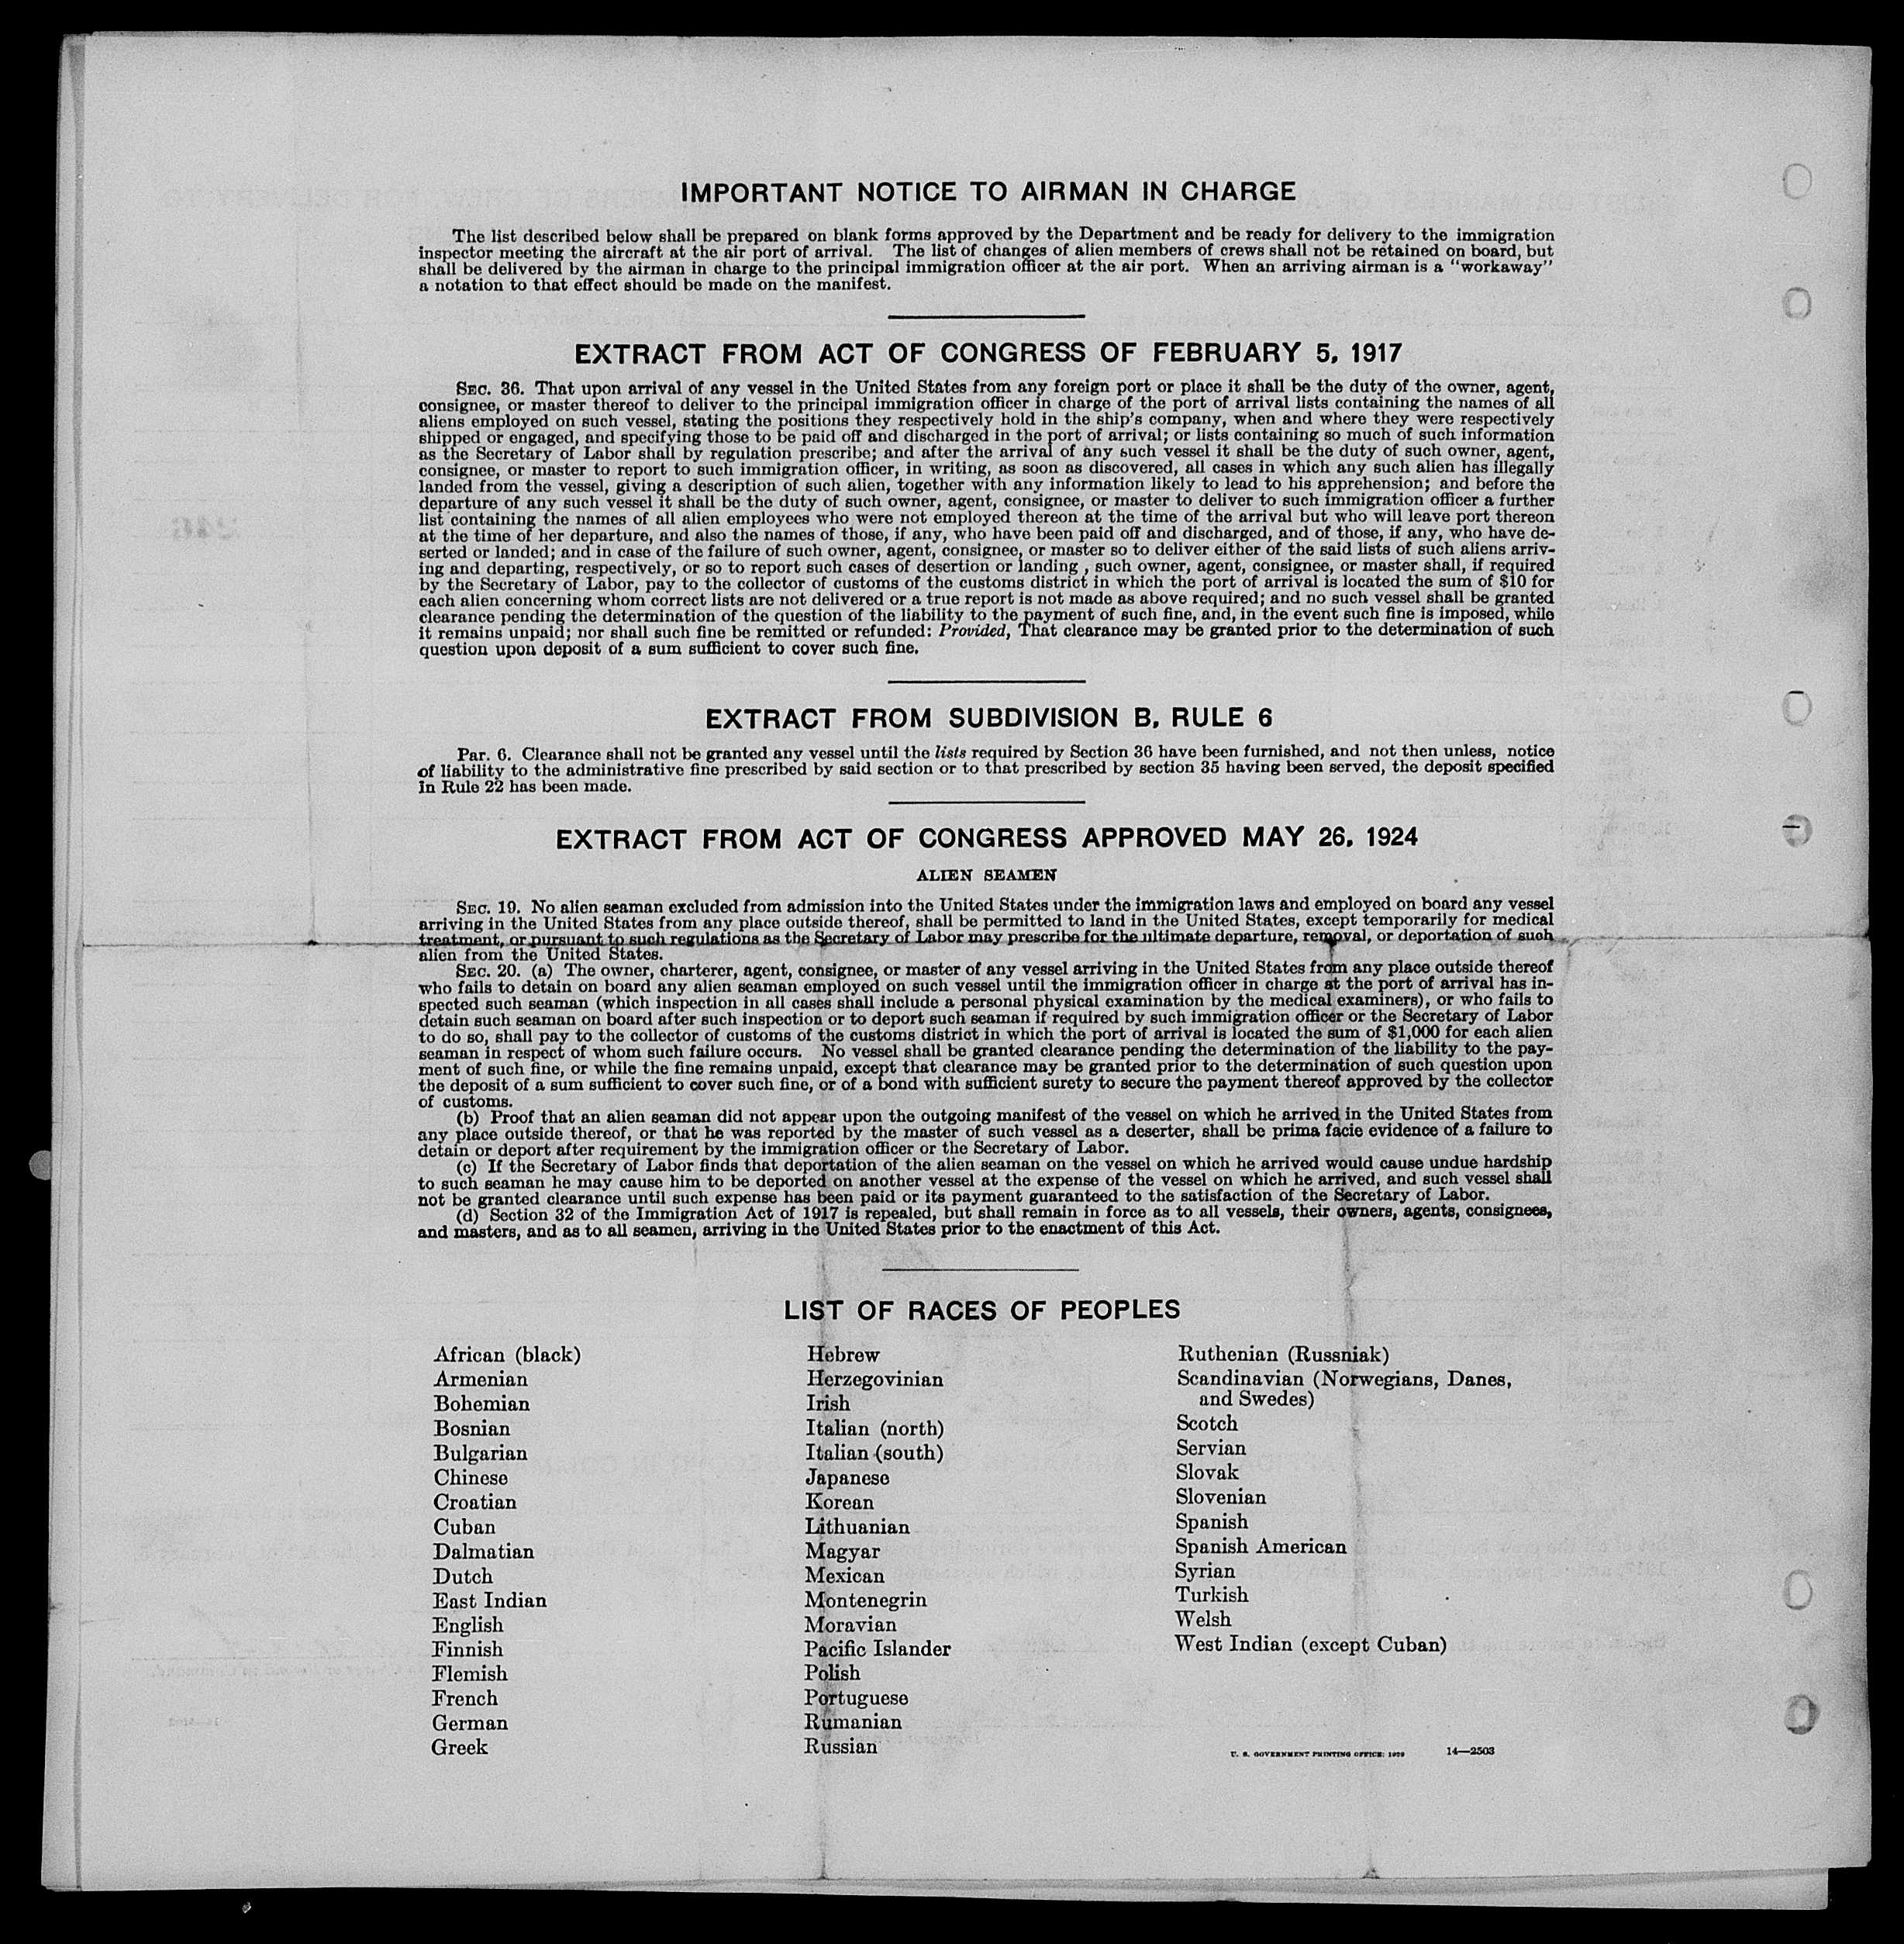 IMPORTANT NOTICE TO AIRMAN IN CHARGE
The list described below shall be prepared on blank forms approved by the Department and be ready for delivery to the immigration
inspector meeting the aircraft at the air port of arrival. The list of changes of alien members of crews shall not be retained on board, but
shall be delivered by the airman in charge to the principal immigration officer at the air port. When an arriving airman is a "workaway"
a notation to that effect should be made on the manifest.
EXTRACT FROM ACT OF CONGRESS OF FEBRUARY 5, 1917
SEC. 36. That upon arrival of any vessel in the United States from any foreign port or place it shall be the duty of the owner, agent,
consignee, or master thereof to deliver to the principal immigration officer in charge of the port of arrival lists containing the names of all
aliens employed on such vessel, stating the positions they respectively hold in the ship's company, when and where they were respectively
shipped or engaged, and specifying those to be paid off and discharged in the port of arrival; or lists containing so much of such information
as the Secretary of Labor shall by regulation prescribe; and after the arrival of any such vessel it shall be the duty of such owner, agent,
consignee, or master to report to such immigration officer, in writing, as soon as discovered, all cases in which any such alien has illegally
landed from the vessel, giving a description of such alien, together with any information likely to lead to his apprehension; and before the
departure of any such vessel it shall be the duty of such owner, agent, consignee, or master to deliver to such immigration officer a further
list containing the names of all alien employees who were not employed thereon at the time of the arrival but who will leave port thereon
at the time of her departure, and also the names of those, if any, who have been paid off and discharged, and of those, if any, who have de-
serted or landed; and in case of the failure of such owner, agent, consignee, or master so to deliver either of the said lists of such aliens arriv-
ing and departing, respectively, or so to report such cases of desertion or landing , such owner, agent, consignee, or master shall, if required
by the Secretary of Labor, pay to the collector of customs of the customs district in which the port of arrival is located the sum of $10 for
each alien concerning whom correct lists are not delivered or a true report is not made as above required; and no such vessel shall be granted
clearance pending the determination of the question of the liability to the payment of such fine, and, in the event such fine is imposed, while
it remains unpaid; nor shall such fine be remitted or refunded: Provided, That clearance may be granted prior to the determination of such
question upon deposit of a sum sufficient to cover such fine.
EXTRACT FROM SUBDIVISION B, RULE 6
Par. 6. Clearance shall not be granted any vessel until the lists required by Section 36 have been furnished, and not then unless, notice
of liability to the administrative fine prescribed by said section or to that prescribed by section 35 having been served, the deposit specified
in Rule 22 has been made.
EXTRACT FROM ACT OF CONGRESS APPROVED MAY 26, 1924
ALIEN SEAMEN
SEC. 19. No alien seaman excluded from admission into the United States under the immigration laws and employed on board any vessel
arriving in the United States from any place outside thereof, shall be permitted to land in the United States, except temporarily for medical
treatment, or pursuant to such regulations as the Secretary of Labor may prescribe for the ultimate departure, removal, or deportation of such
alien from the United States.
SEC. 20. (a) The owner, charterer, agent, consignee, or master of any vessel arriving in the United States from any place outside thereof
who fails to detain on board any alien seaman employed on such vessel until the immigration officer in charge at the port of arrival has in-
spected such seaman (which inspection in all cases shall include a personal physical examination by the medical examiners), or who fails to
detain such seaman on board after such inspection or to deport such seaman if required by such immigration officer or the Secretary of Labor
to do so, shall pay to the collector of customs of the customs district in which the port of arrival is located the sum of $1,000 for each alien
seaman in respect of whom such failure occurs. No vessel shall be granted clearance pending the determination of the liability to the pay-
ment of such fine, or while the fine remains unpaid, except that clearance may be granted prior to the determination of such question upon
the deposit of a sum sufficient to cover such fine, or of a bond with sufficient surety to secure the payment thereof approved by the collector
of customs.
(b) Proof that an alien seaman did not appear upon the outgoing manifest of the vessel on which he arrived in the United States from
any place outside thereof, or that he was reported by the master of such vessel as a deserter, shall be prima facie evidence of a failure to
detain or deport after requirement by the immigration officer or the Secretary of Labor.
(c) If the Secretary of Labor finds that deportation of the alien seaman on the vessel on which he arrived would cause undue hardship
to such seaman he may cause him to be deported on another vessel at the expense of the vessel on which he arrived, and such vessel shall
not be granted clearance until such expense has been paid or its payment guaranteed to the satisfaction of the Secretary of Labor.
(d) Section 32 of the Immigration Act of 1917 is repealed, but shall remain in force as to all vessels, their owners, agents, consignees,
and masters, and as to all seamen, arriving in the United States prior to the enactment of this Act.
LIST OF RACES OF PEOPLES
African (black)
Armenian
Bohemian
Bosnian
Bulgarian
Chinese
Croatian
Cuban
Dalmatian
Dutch
East Indian
English
Finnish
Flemish
French
German
Greek
Hebrew
Herzegovinian
Irish
Italian (north)
Italian (south)
Japanese
Korean
Lithuanian
Magyar
Mexican
Montenegrin
Moravian
Pacific Islander
Polish
Portuguese
Rumanian
Russian
Ruthenian (Russniak)
Scandinavian (Norwegians, Danes,
and Swedes)
Scotch
Servian
Slovak
Slovenian
Spanish
Spanish American
Syrian
Turkish
Welsh
West Indian (except Cuban)
U. S. GOVERNMENT PRINTING OFFICE: 1929 14—2503